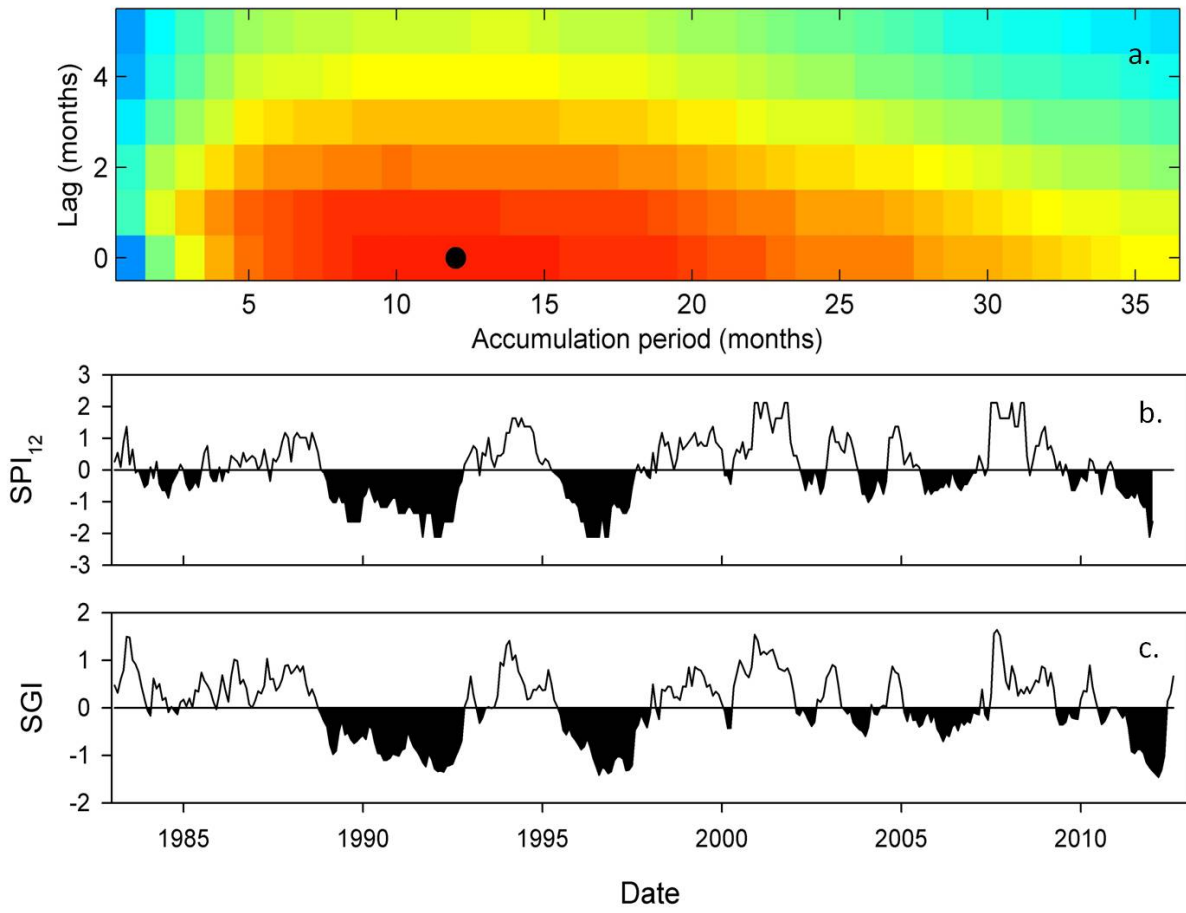 a.
4
2
0
Lag (months)
5 10 15 20 25 30 35
Accumulation period (months)
3
2
1
0
-1
-2
-3
SPI12
b.
2
1
0
-1
-2
SGI
c.
1985 1990 1995 2000 2005 2010
Date